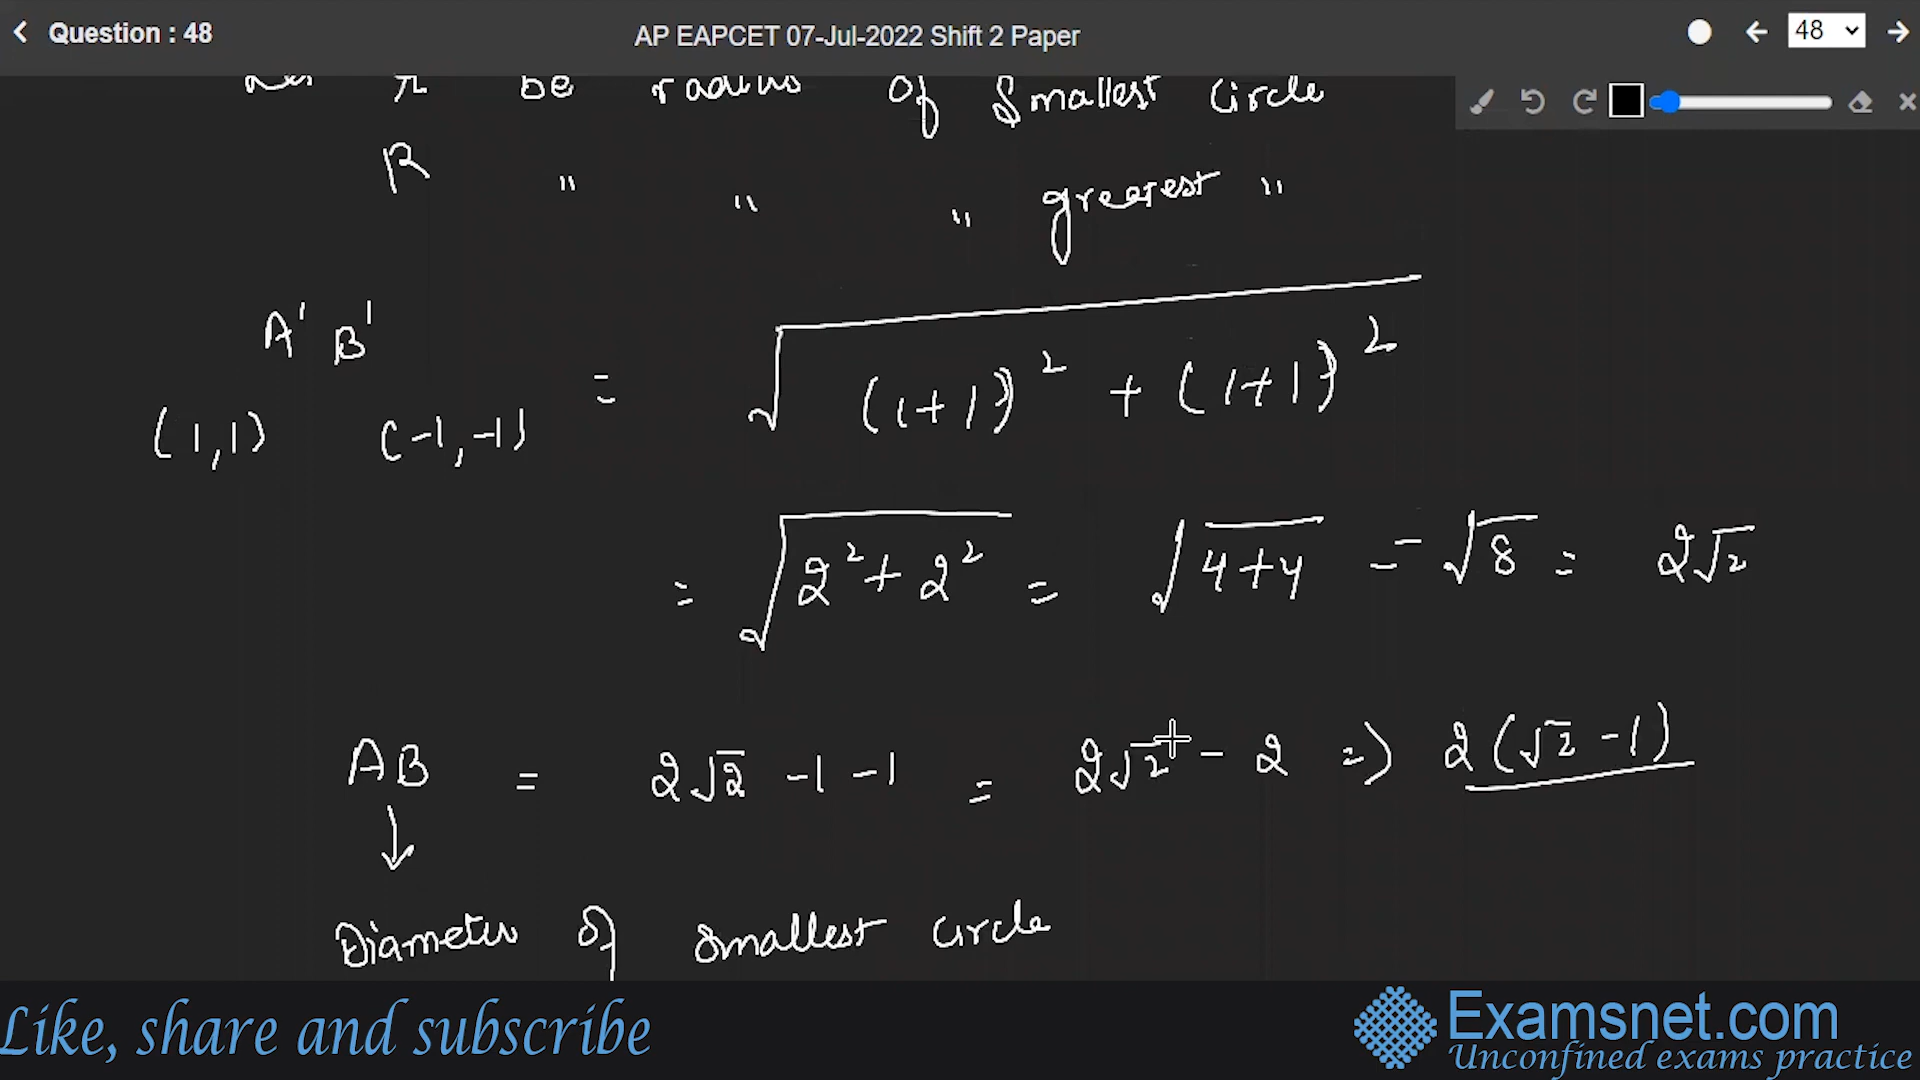 Question : 48
AP EAPCET 07-Jul-2022 Shift 2 Paper
48
Let r be radius of smallest circle
R " " " greatest "
A' B' = √((1+1)² + (1+1)²)
(1,1) (-1,-1)
= √(2²+2²) = √(4+4) = √8 = 2√2
AB = 2√2 -1 -1 = 2√2 - 2 => 2(√2 -1)
↓
Diameter of smallest circle
Like, share and subscribe
Examsnet.com
Unconfined exams practice